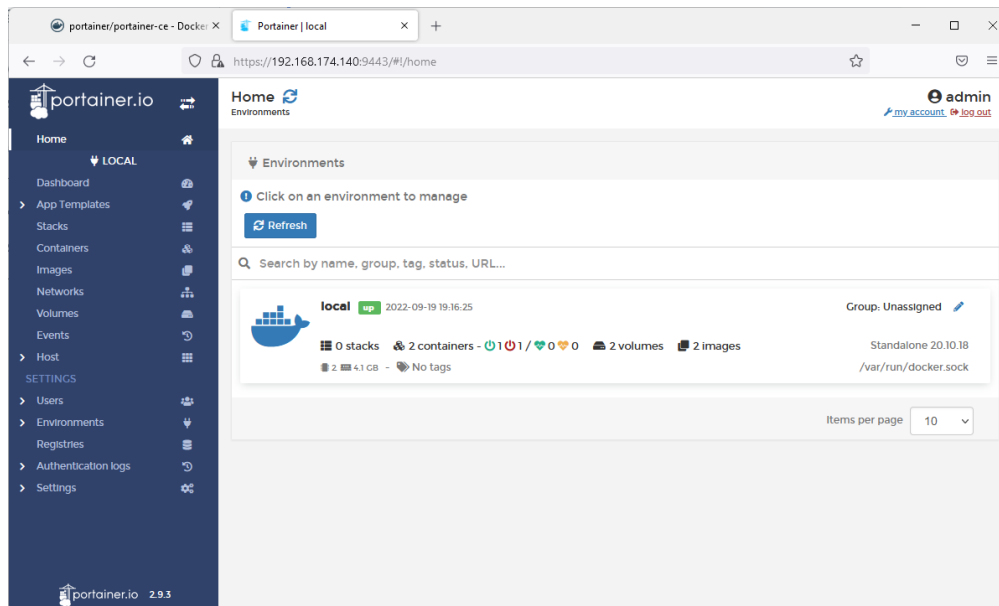 portainer/portainer-ce - Docker
Portainer | local
https://192.168.174.140:9443/#!/home
portainer.io
Home
LOCAL
Dashboard
App Templates
Stacks
Containers
Images
Networks
Volumes
Events
Host
SETTINGS
Users
Environments
Registries
Authentication logs
Settings
portainer.io 2.9.3
Home
Environments
admin
my account log out
Environments
Click on an environment to manage
Refresh
Search by name, group, tag, status, URL...
local up 2022-09-19 19:16:25 Group: Unassigned
0 stacks 2 containers - 1 1 / 0 0 2 volumes 2 images Standalone 20.10.18
2 4.1 GB - No tags /var/run/docker.sock
Items per page 10